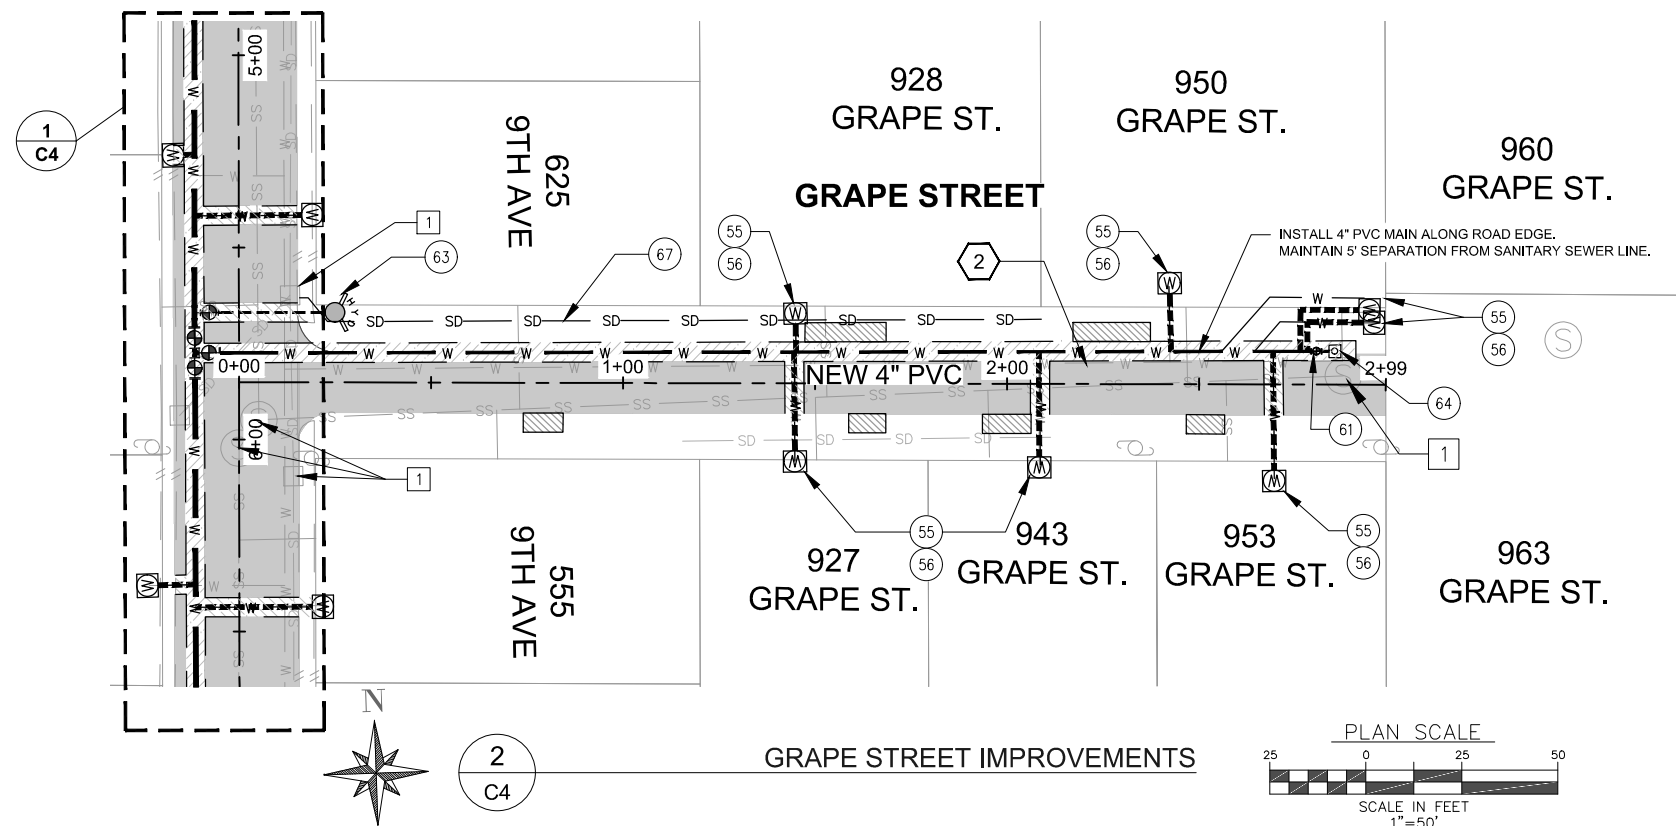 5+00
1
C4
625
9TH AVE
928
GRAPE ST.
950
GRAPE ST.
960
GRAPE ST.
GRAPE STREET
INSTALL 4" PVC MAIN ALONG ROAD EDGE.
MAINTAIN 5' SEPARATION FROM SANITARY SEWER LINE.
1
63
67
55
56
2
55
56
55
56
HYD
SD SD SD SD SD SD SD SD SD
W W W W W W W W W W W W W
0+00
1+00
NEW 4" PVC
2+00
2+99
S
S
64
61
1
6+00
1
SS SS SS SS SS
SD SD SD SD
555
9TH AVE
927
GRAPE ST.
55
56
943
GRAPE ST.
953
GRAPE ST.
55
56
963
GRAPE ST.
N
2
C4
GRAPE STREET IMPROVEMENTS
PLAN SCALE
25 0 25 50
SCALE IN FEET
1"=50'